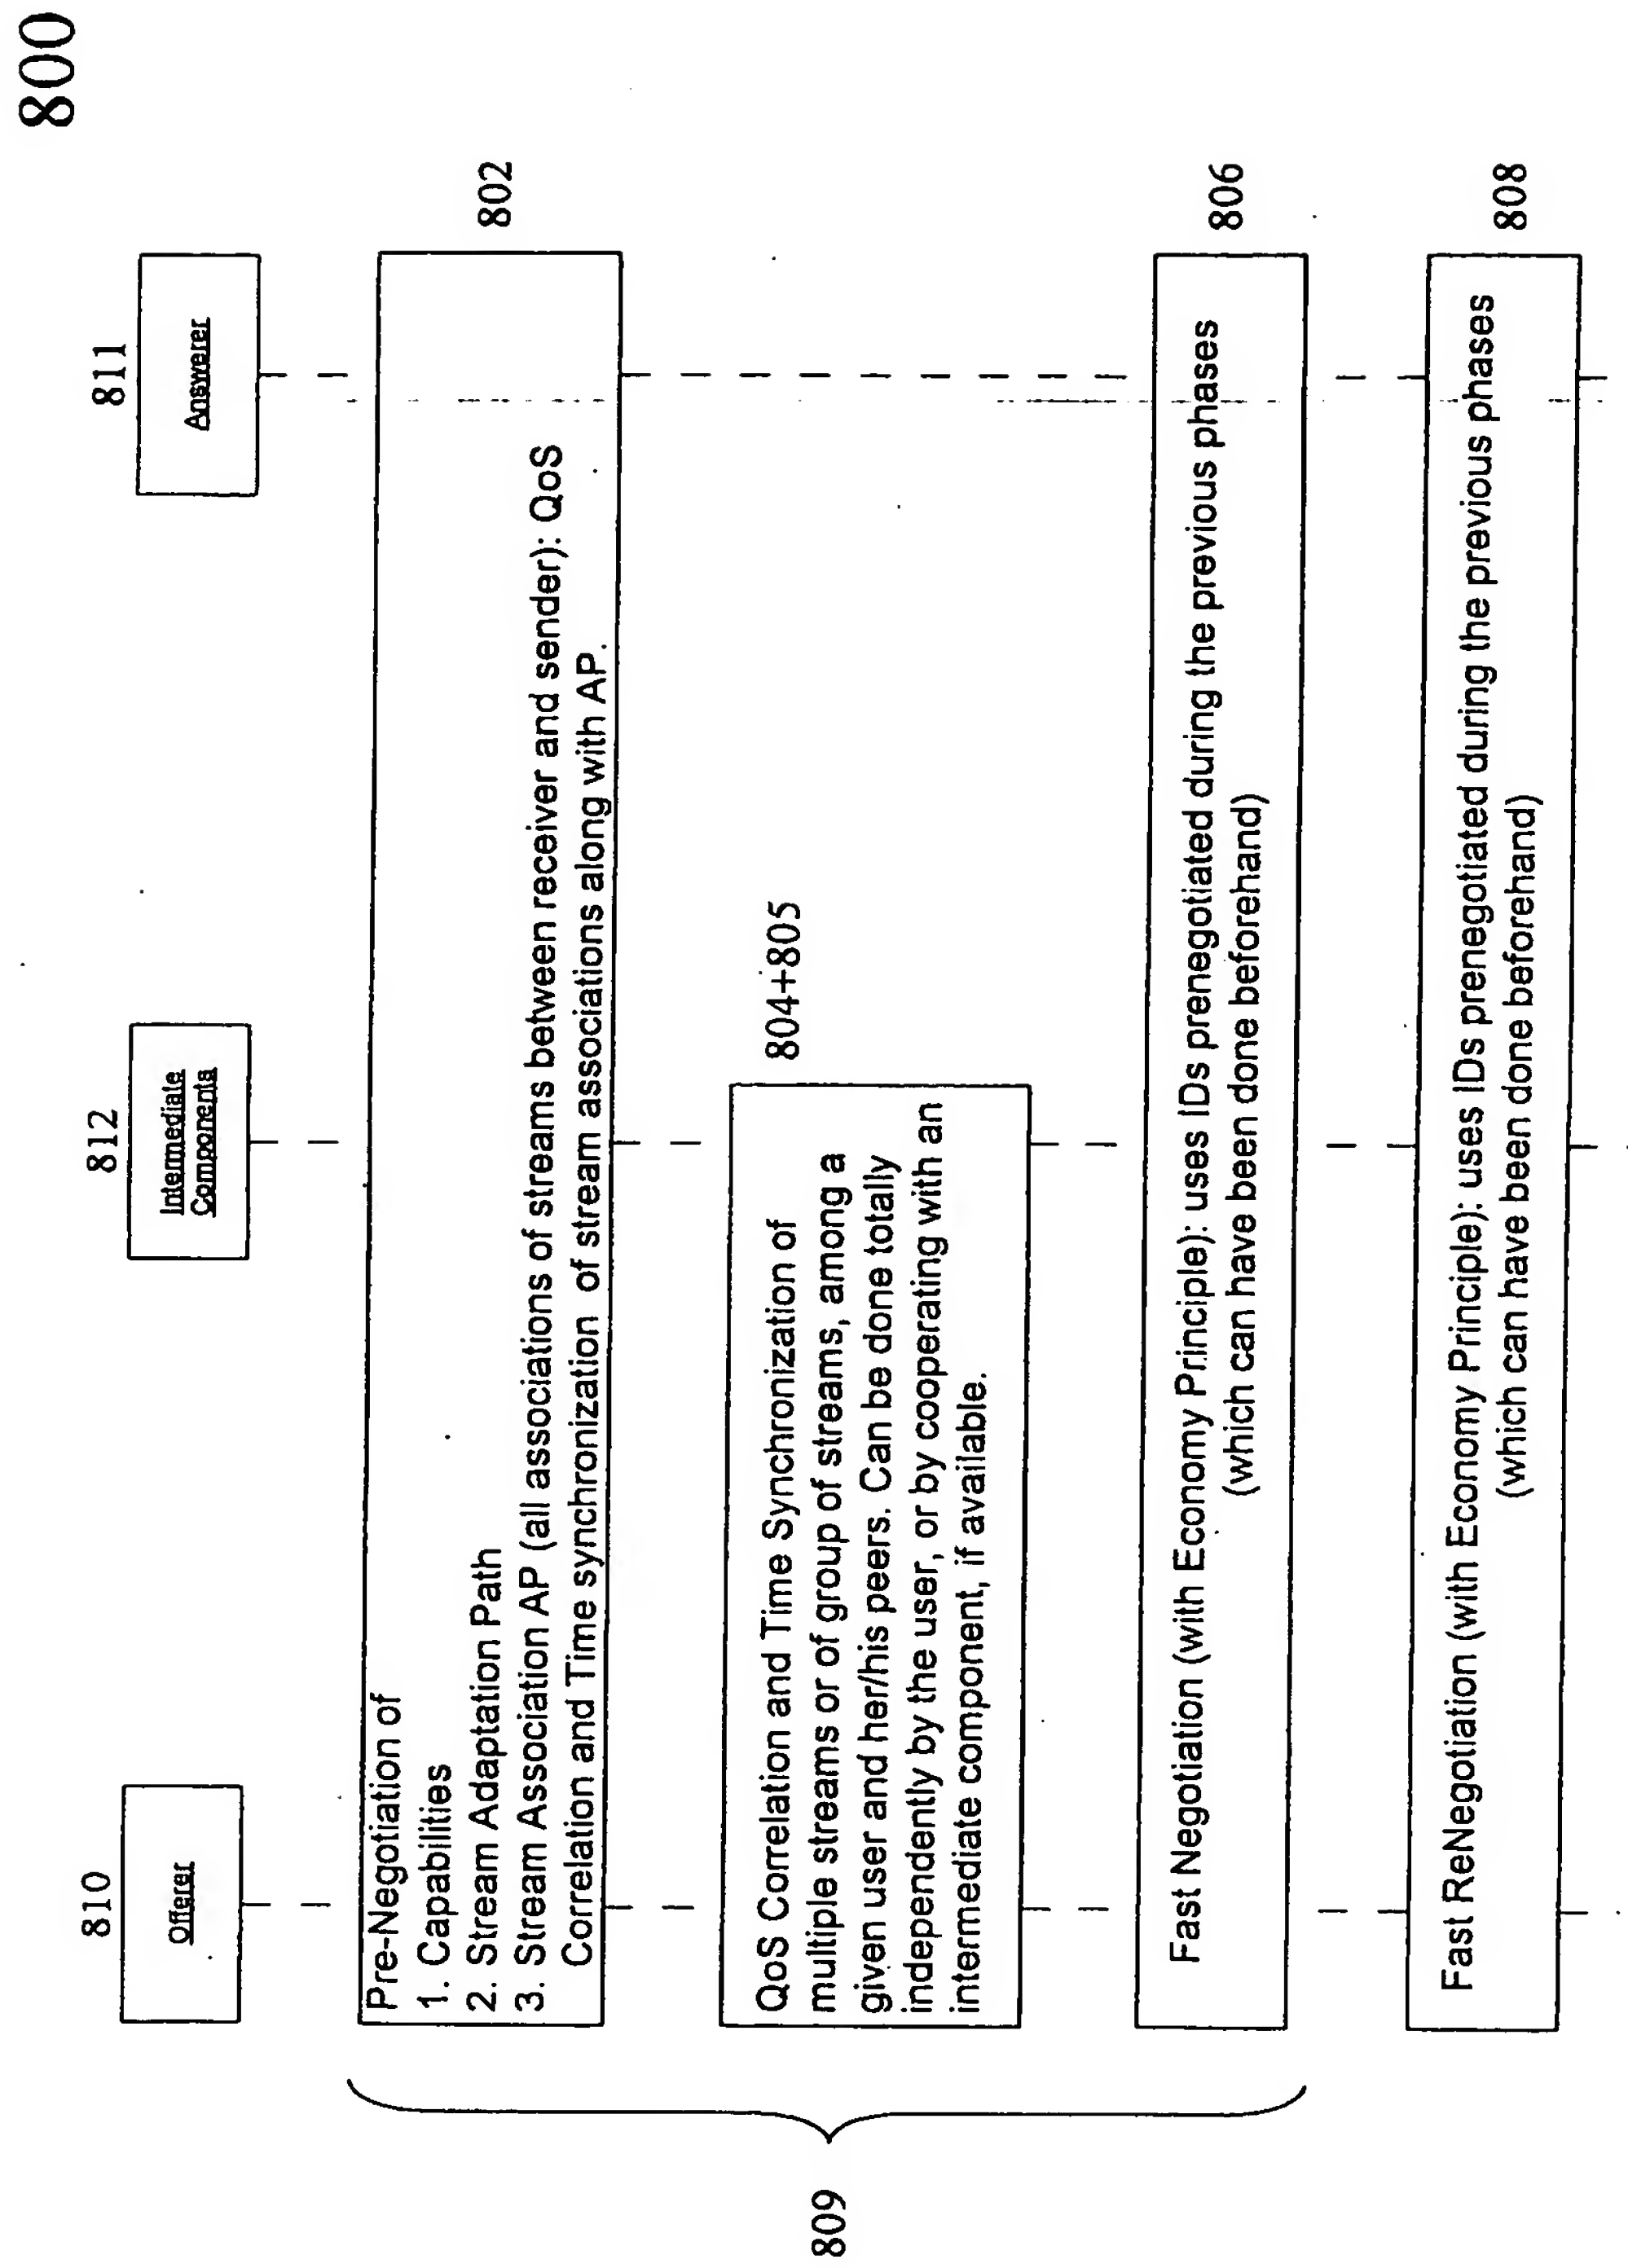 800
810
Offerer
812
Intermediate
Components
811
Answerer
802
Pre-Negotiation of
1. Capabilities
2. Stream Adaptation Path
3. Stream Association AP (all associations of streams between receiver and sender): QoS
Correlation and Time synchronization of stream associations along with AP.
804+805
QoS Correlation and Time Synchronization of
multiple streams or of group of streams, among a
given user and her/his peers. Can be done totally
independently by the user, or by cooperating with an
intermediate component, if available.
806
Fast Negotiation (with Economy Principle): uses IDs prenegotiated during the previous phases
(which can have been done beforehand)
808
Fast ReNegotiation (with Economy Principle): uses IDs prenegotiated during the previous phases
(which can have been done beforehand)
809